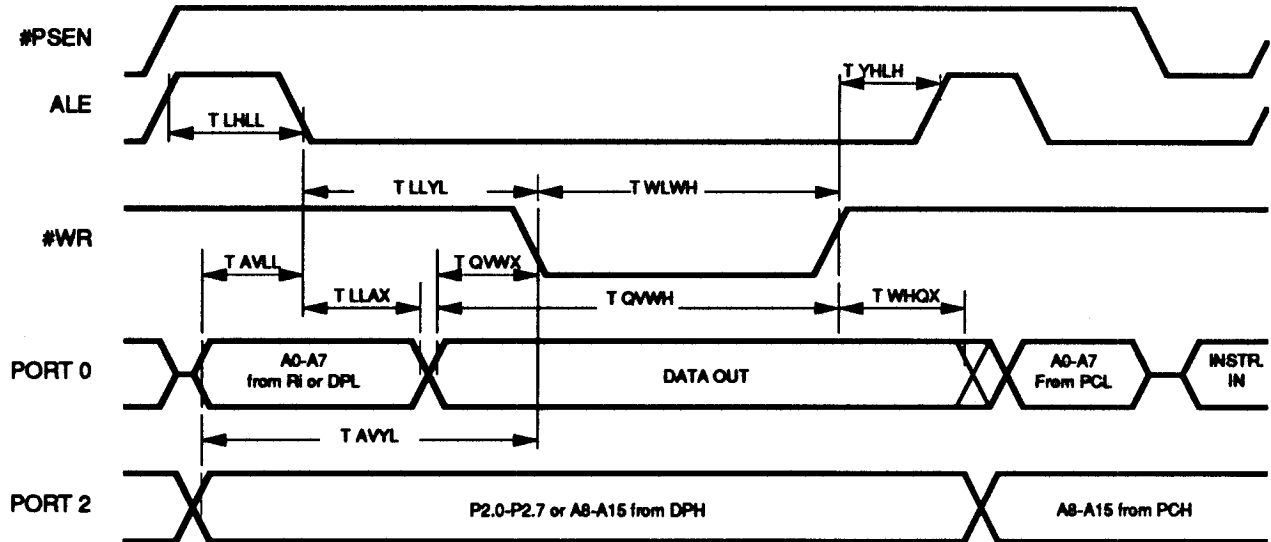 #PSEN
T YHLH
ALE
T LHLL
T LLYL
T WLWH
#WR
T AVLL
T QVWX
T LLAX
T QVWH
T WHQX
PORT 0
A0-A7
from Ri or DPL
DATA OUT
A0-A7
From PCL
INSTR.
IN
T AVYL
PORT 2
P2.0-P2.7 or A8-A15 from DPH
A8-A15 from PCH